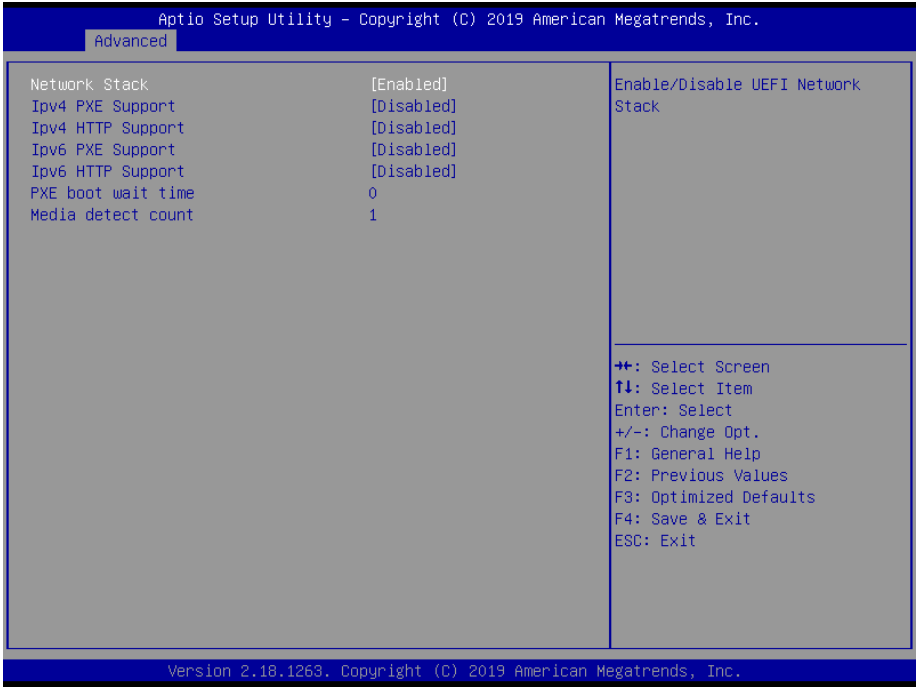 Aptio Setup Utility – Copyright (C) 2019 American Megatrends, Inc.
Advanced
Network Stack [Enabled]
Ipv4 PXE Support [Disabled]
Ipv4 HTTP Support [Disabled]
Ipv6 PXE Support [Disabled]
Ipv6 HTTP Support [Disabled]
PXE boot wait time 0
Media detect count 1
Enable/Disable UEFI Network
Stack
→←: Select Screen
↑↓: Select Item
Enter: Select
+/-: Change Opt.
F1: General Help
F2: Previous Values
F3: Optimized Defaults
F4: Save & Exit
ESC: Exit
Version 2.18.1263. Copyright (C) 2019 American Megatrends, Inc.